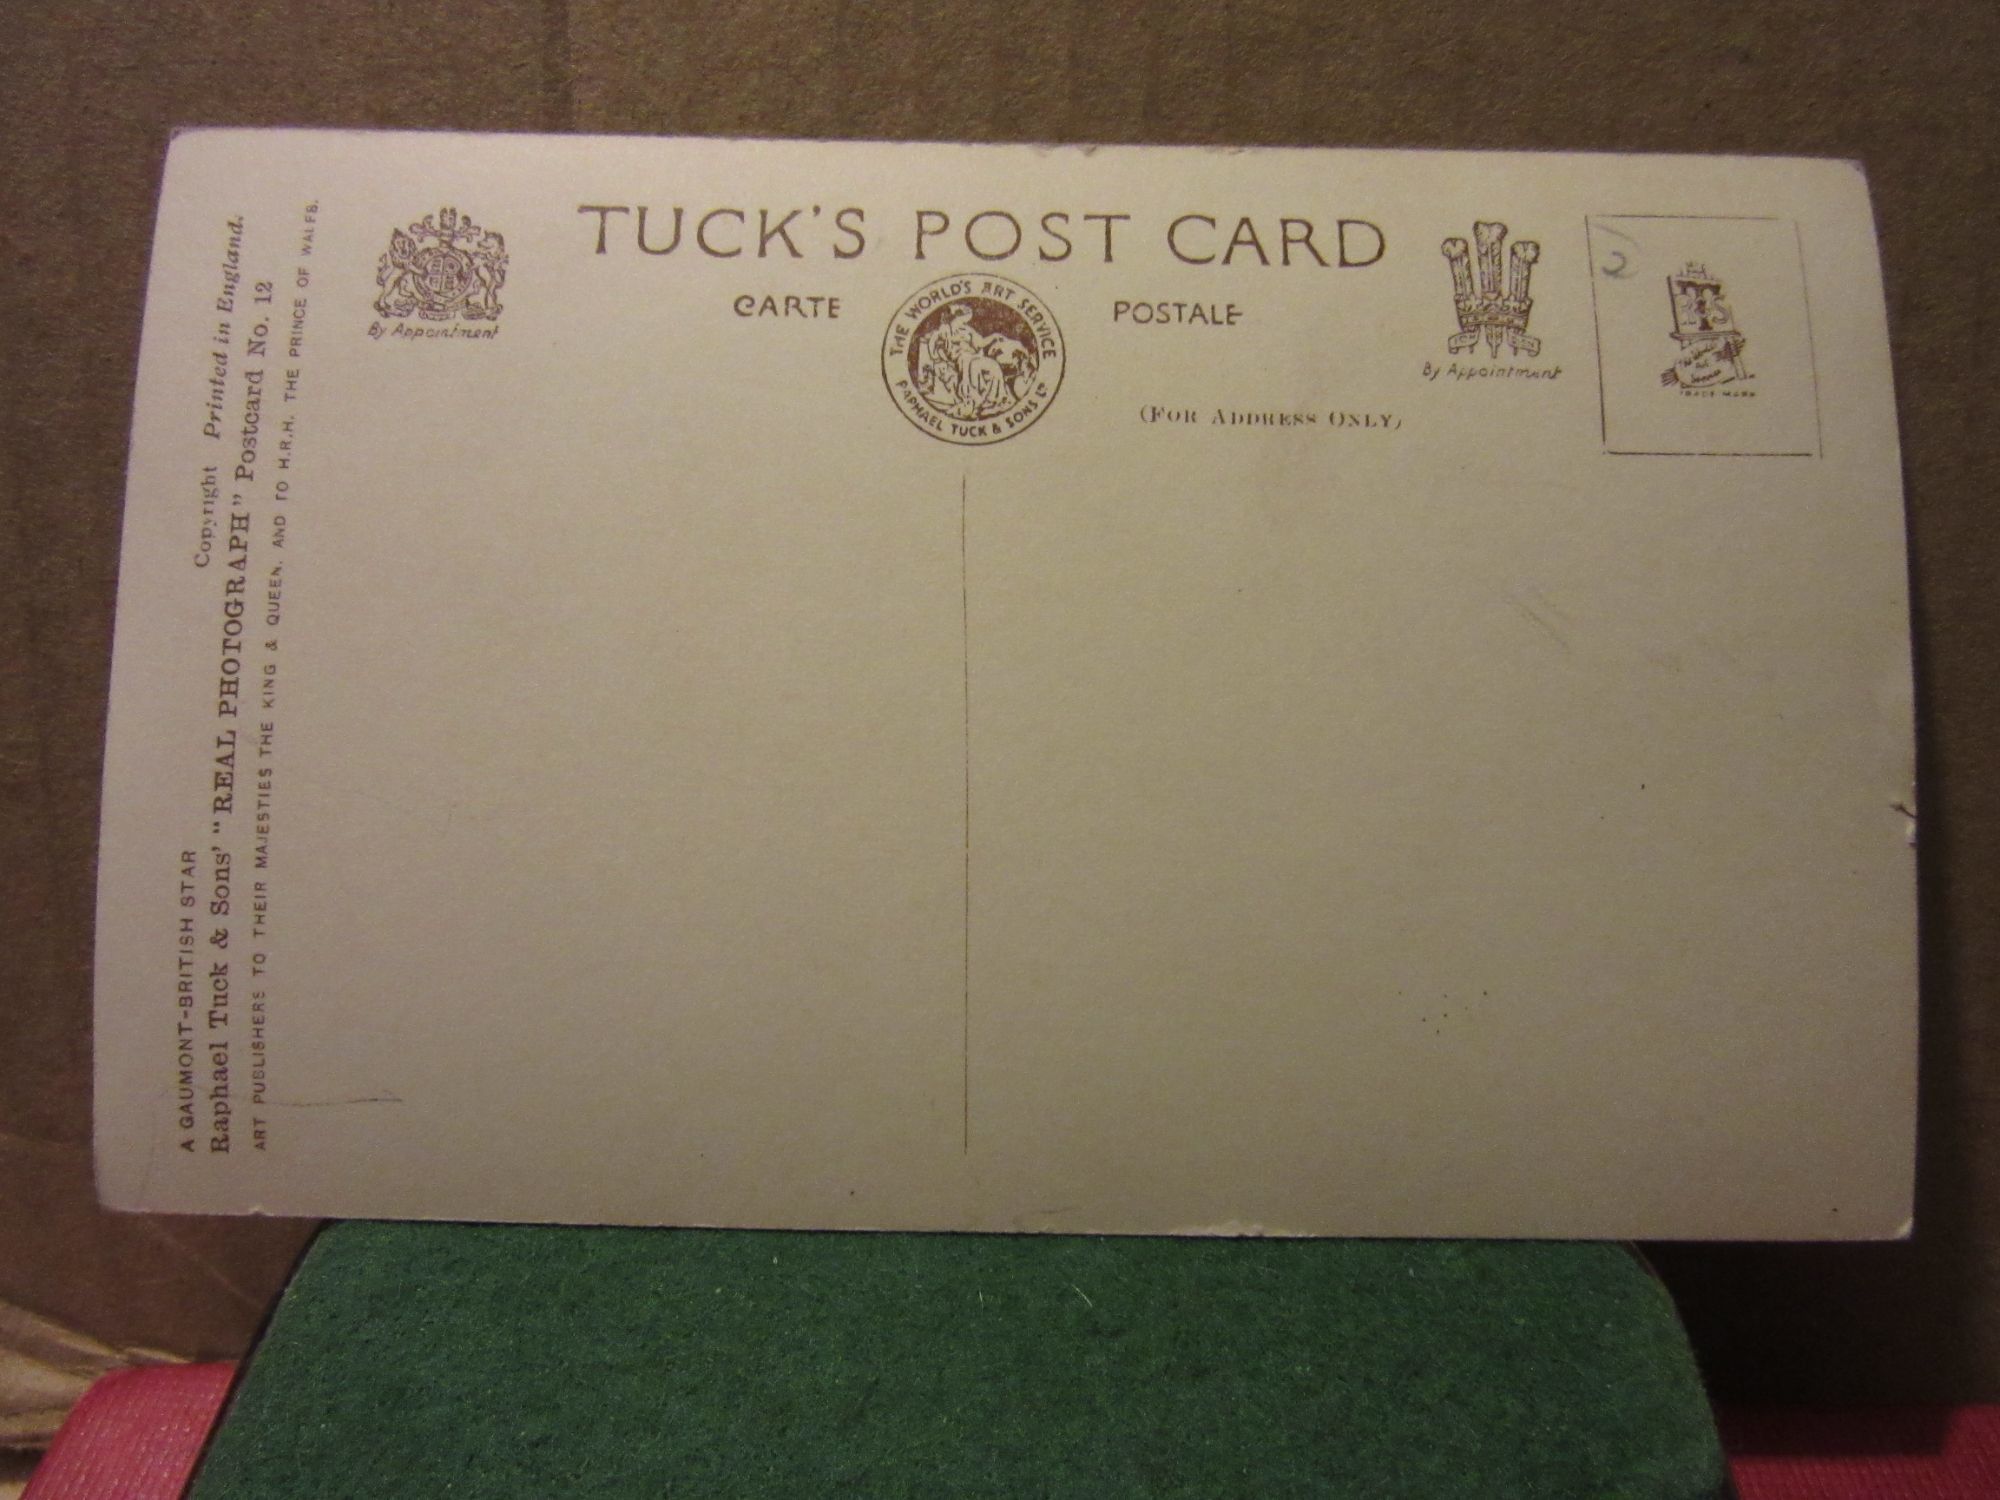 TUCK'S POST CARD
CARTE POSTALE
THE WORLD'S ART SERVICE
RAPHAEL TUCK & SONS LTD
By Appointment
By Appointment
(FOR ADDRESS ONLY)
TRADE MARK
A GAUMONT-BRITISH STAR
Copyright Printed in England.
Raphael Tuck & Sons' "REAL PHOTOGRAPH" Postcard No. 12
ART PUBLISHERS TO THEIR MAJESTIES THE KING & QUEEN, AND TO H.R.H. THE PRINCE OF WALES.